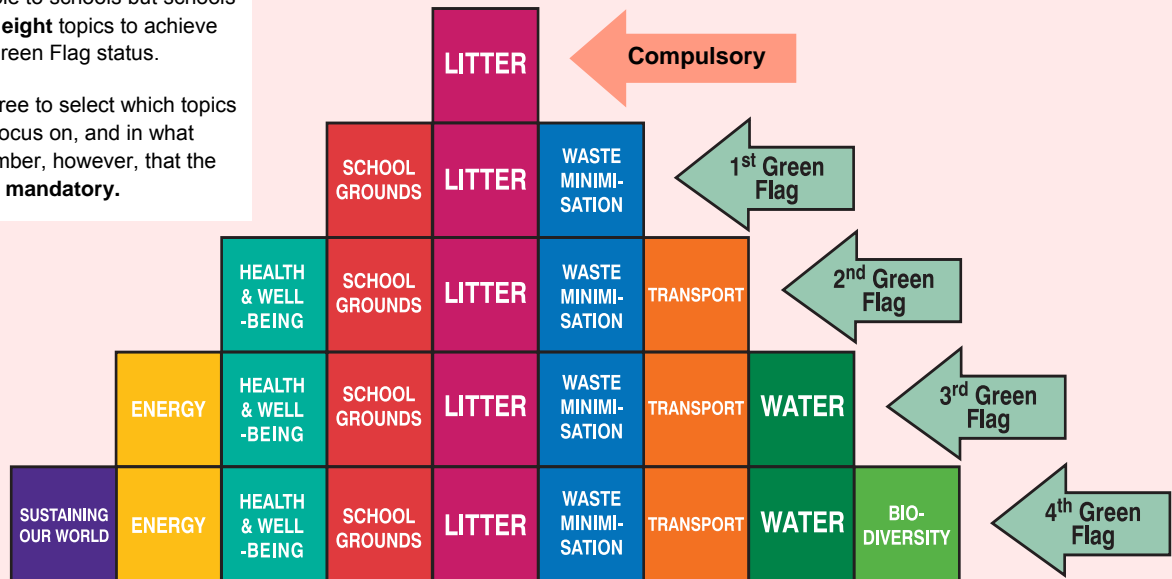 ble to schools but schools
eight topics to achieve
reen Flag status.
ree to select which topics
ocus on, and in what
mber, however, that the
mandatory.
LITTER
Compulsory
SCHOOL
GROUNDS
LITTER
WASTE
MINIMI-
SATION
1st Green
Flag
HEALTH
& WELL
-BEING
SCHOOL
GROUNDS
LITTER
WASTE
MINIMI-
SATION
TRANSPORT
2nd Green
Flag
ENERGY
HEALTH
& WELL
-BEING
SCHOOL
GROUNDS
LITTER
WASTE
MINIMI-
SATION
TRANSPORT
WATER
3rd Green
Flag
SUSTAINING
OUR WORLD
ENERGY
HEALTH
& WELL
-BEING
SCHOOL
GROUNDS
LITTER
WASTE
MINIMI-
SATION
TRANSPORT
WATER
BIO-
DIVERSITY
4th Green
Flag